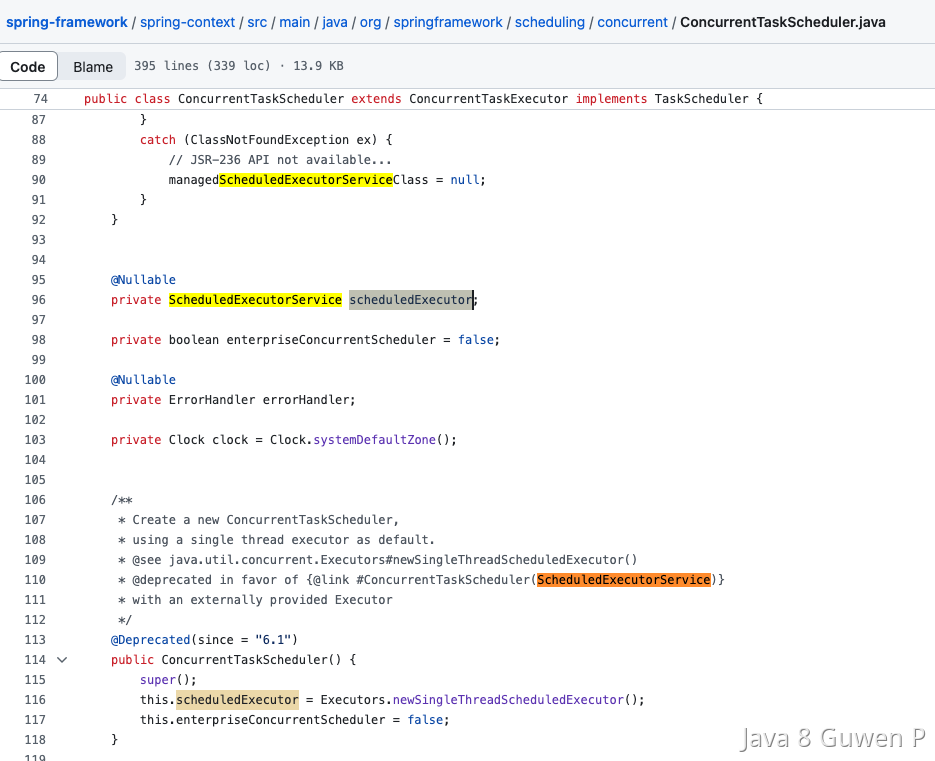 spring-framework / spring-context / src / main / java / org / springframework / scheduling / concurrent / ConcurrentTaskScheduler.java
Code Blame 395 lines (339 loc) · 13.9 KB
74 public class ConcurrentTaskScheduler extends ConcurrentTaskExecutor implements TaskScheduler {
87 }
88 catch (ClassNotFoundException ex) {
89 // JSR-236 API not available...
90 managedScheduledExecutorServiceClass = null;
91 }
92 }
93
94
95 @Nullable
96 private ScheduledExecutorService scheduledExecutor;
97
98 private boolean enterpriseConcurrentScheduler = false;
99
100 @Nullable
101 private ErrorHandler errorHandler;
102
103 private Clock clock = Clock.systemDefaultZone();
104
105
106 /**
107 * Create a new ConcurrentTaskScheduler,
108 * using a single thread executor as default.
109 * @see java.util.concurrent.Executors#newSingleThreadScheduledExecutor()
110 * @deprecated in favor of {@link #ConcurrentTaskScheduler(ScheduledExecutorService)}
111 * with an externally provided Executor
112 */
113 @Deprecated(since = "6.1")
114 public ConcurrentTaskScheduler() {
115 super();
116 this.scheduledExecutor = Executors.newSingleThreadScheduledExecutor();
117 this.enterpriseConcurrentScheduler = false;
118 }
119
Java 8 Guwen P